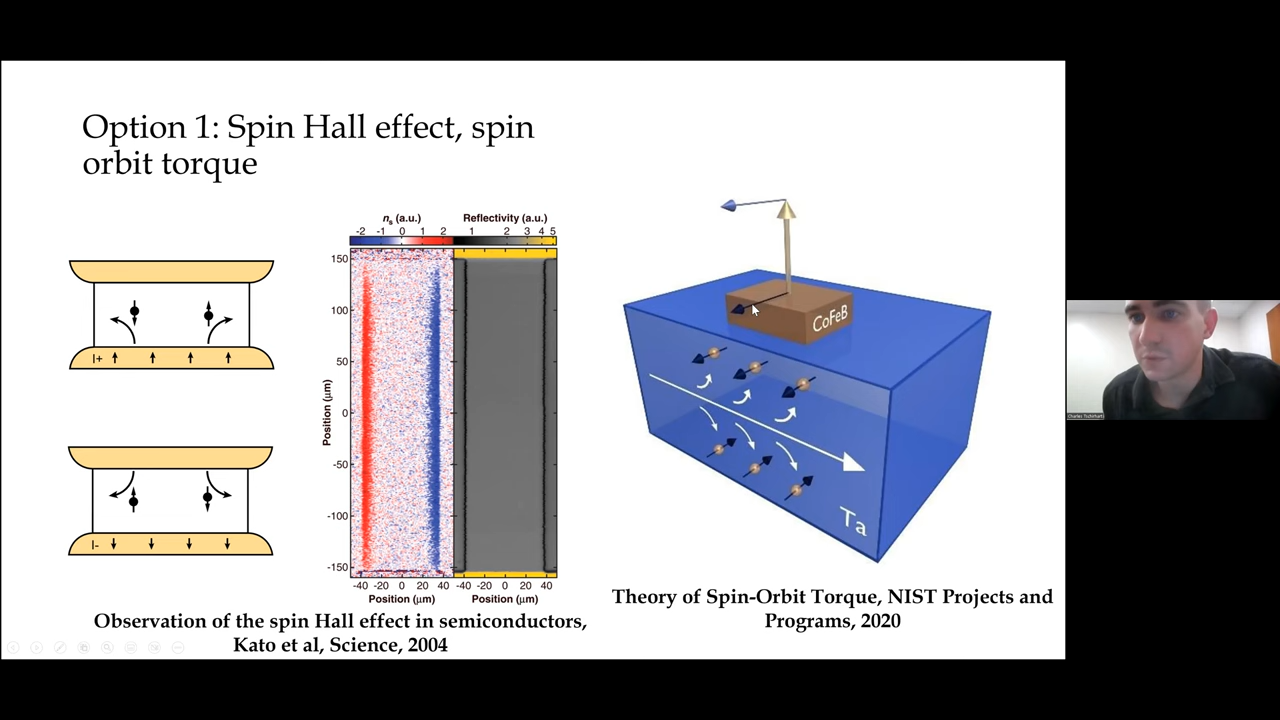 Option 1: Spin Hall effect, spin
orbit torque
I+
I-
nₛ (a.u.)
Reflectivity (a.u.)
-2 -1 0 1 2
1 2 3 4 5
Position (µm)
150
100
50
0
-50
-100
-150
-40 -20 0 20 40
-40 -20 0 20 40
Position (µm)
Position (µm)
Observation of the spin Hall effect in semiconductors,
Kato et al, Science, 2004
CoFeB
Ta
Theory of Spin-Orbit Torque, NIST Projects and
Programs, 2020